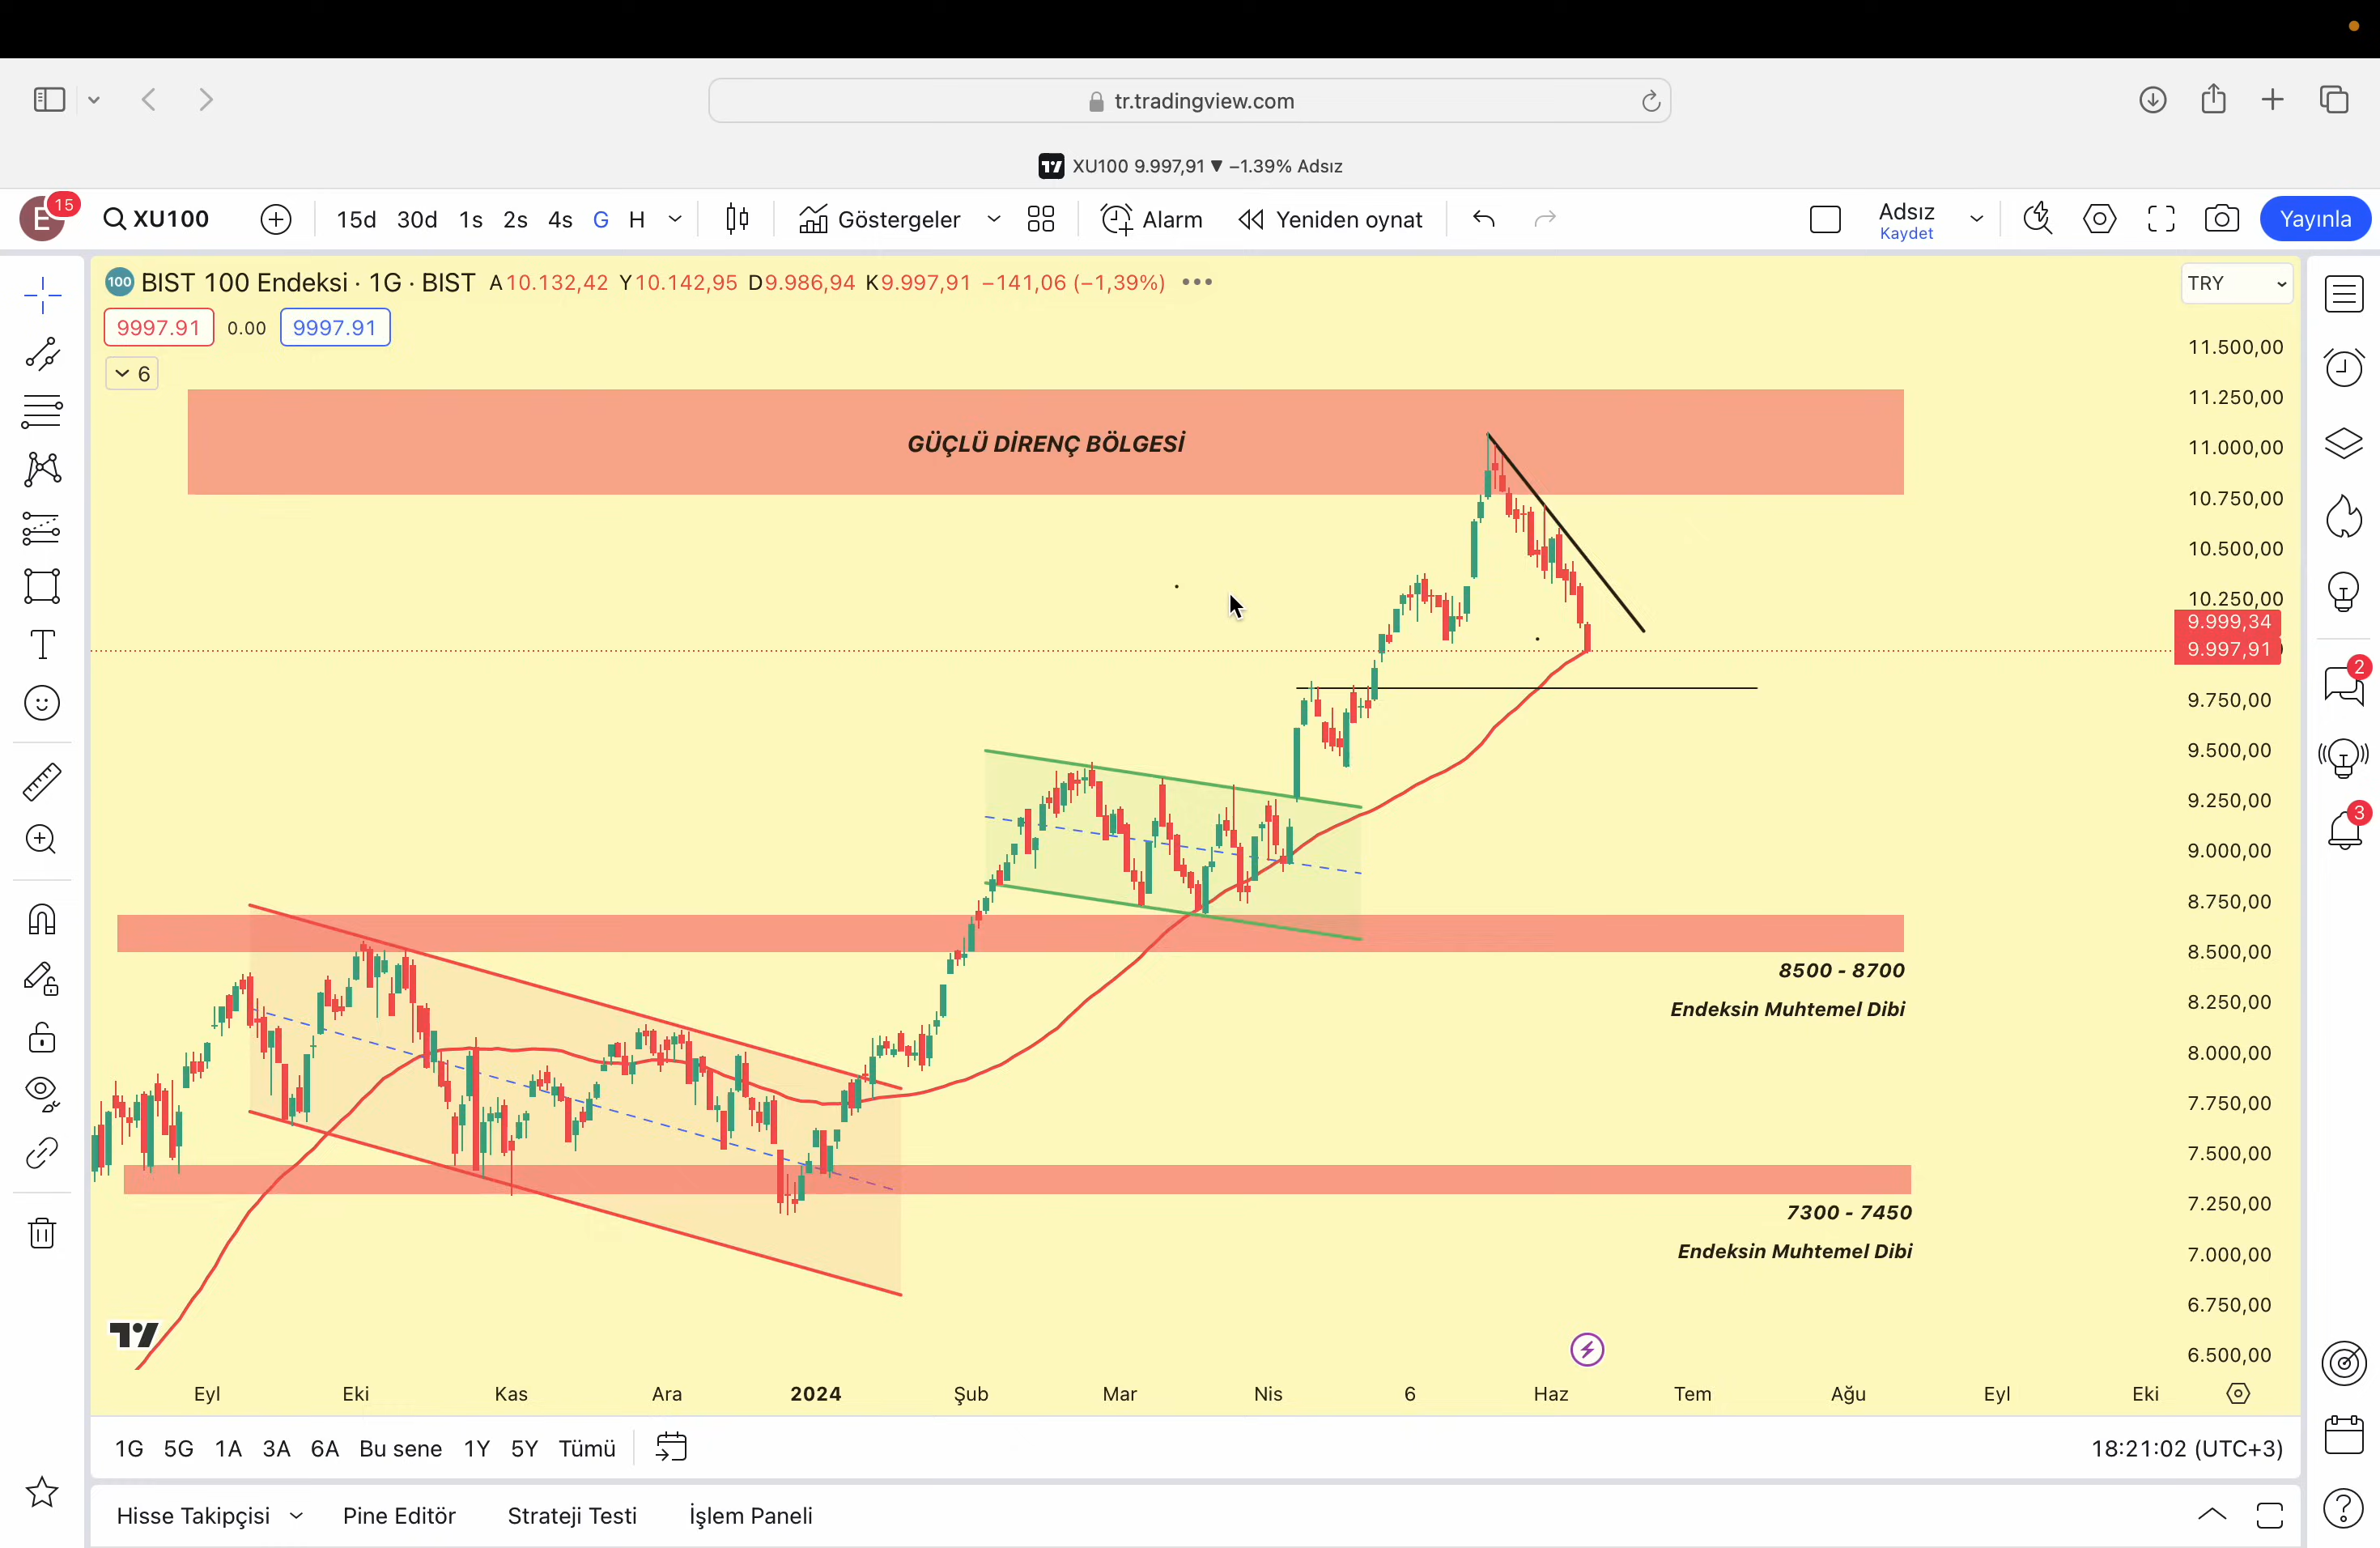 tr.tradingview.com
XU100 9.997,91 ▼ −1.39% Adsız
E 15 XU100 15d 30d 1s 2s 4s G H Göstergeler Alarm Yeniden oynat Adsız Yayınla
Kaydet
100 BIST 100 Endeksi · 1G · BIST A10.132,42 Y10.142,95 D9.986,94 K9.997,91 −141,06 (−1,39%) •••
TRY
9997.91 0.00 9997.91
6
11.500,00
11.250,00
GÜÇLÜ DİRENÇ BÖLGESİ
11.000,00
10.750,00
10.500,00
10.250,00
9.999,34
9.997,91
2
9.750,00
9.500,00
3
9.250,00
9.000,00
8.750,00
8.500,00
8500 - 8700
Endeksin Muhtemel Dibi
8.250,00
8.000,00
7.750,00
7.500,00
7.250,00
7300 - 7450
Endeksin Muhtemel Dibi
7.000,00
6.750,00
6.500,00
Eyl Eki Kas Ara 2024 Şub Mar Nis 6 Haz Tem Ağu Eyl Eki
1G 5G 1A 3A 6A Bu sene 1Y 5Y Tümü 18:21:02 (UTC+3)
Hisse Takipçisi Pine Editör Strateji Testi İşlem Paneli